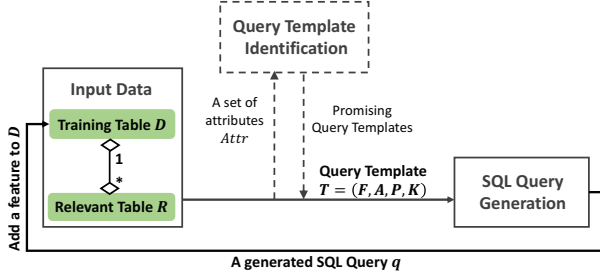 Query Template
Identification
Input Data
Training Table D
1
*
Relevant Table R
A set of
attributes
Attr
Promising
Query Templates
Query Template
T = (F, A, P, K)
SQL Query
Generation
Add a feature to D
A generated SQL Query q